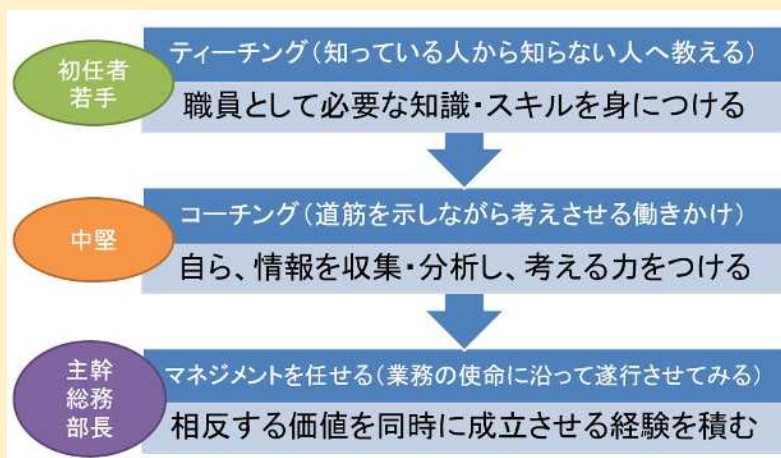 初任者
若手
ティーチング(知っている人から知らない人へ教える)
職員として必要な知識・スキルを身につける
中堅
コーチング(道筋を示しながら考えさせる働きかけ)
自ら、情報を収集・分析し、考える力をつける
主幹
総務
部長
マネジメントを任せる(業務の使命に沿って遂行させてみる)
相反する価値を同時に成立させる経験を積む